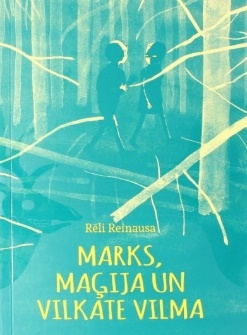 Rēli Reinausa
MARKS,
MAĢIJA UN
VILKATE VILMA